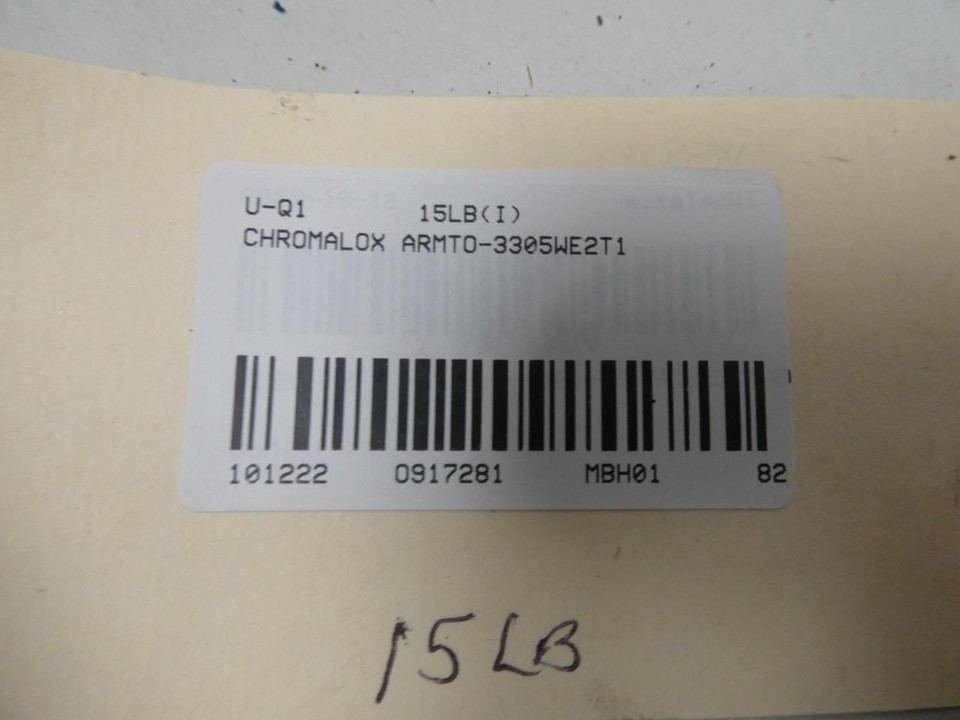 U-Q1 15LB(I)
CHROMALOX ARMTO-3305WE2T1
101222 0917281 MBH01 82
15LB